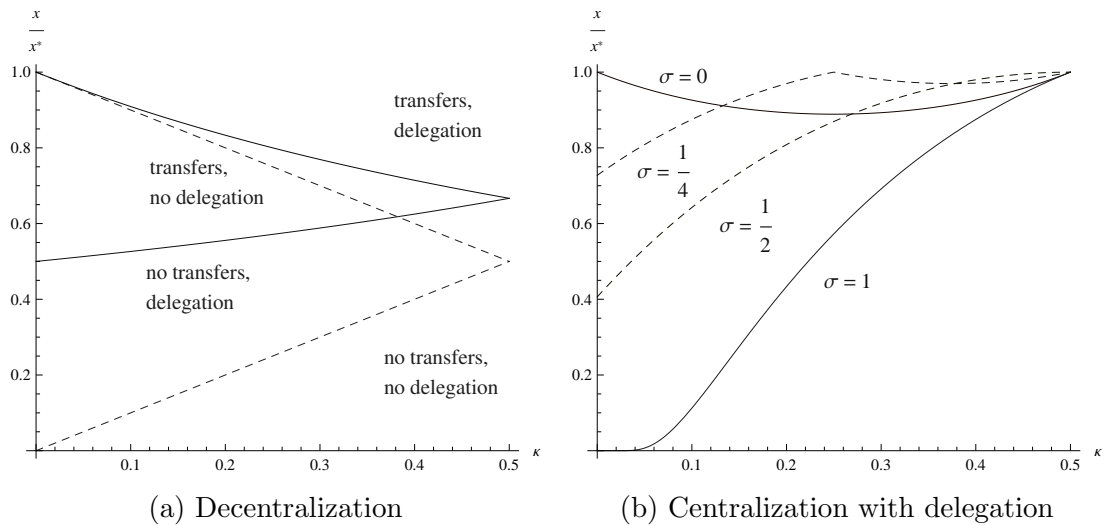 x
x*
1.0
0.8
0.6
0.4
0.2
0.1
0.2
0.3
0.4
0.5
κ
transfers,
delegation
transfers,
no delegation
no transfers,
delegation
no transfers,
no delegation
(a) Decentralization
x
x*
1.0
0.8
0.6
0.4
0.2
0.1
0.2
0.3
0.4
0.5
κ
σ = 0
σ = 1/4
σ = 1/2
σ = 1
(b) Centralization with delegation